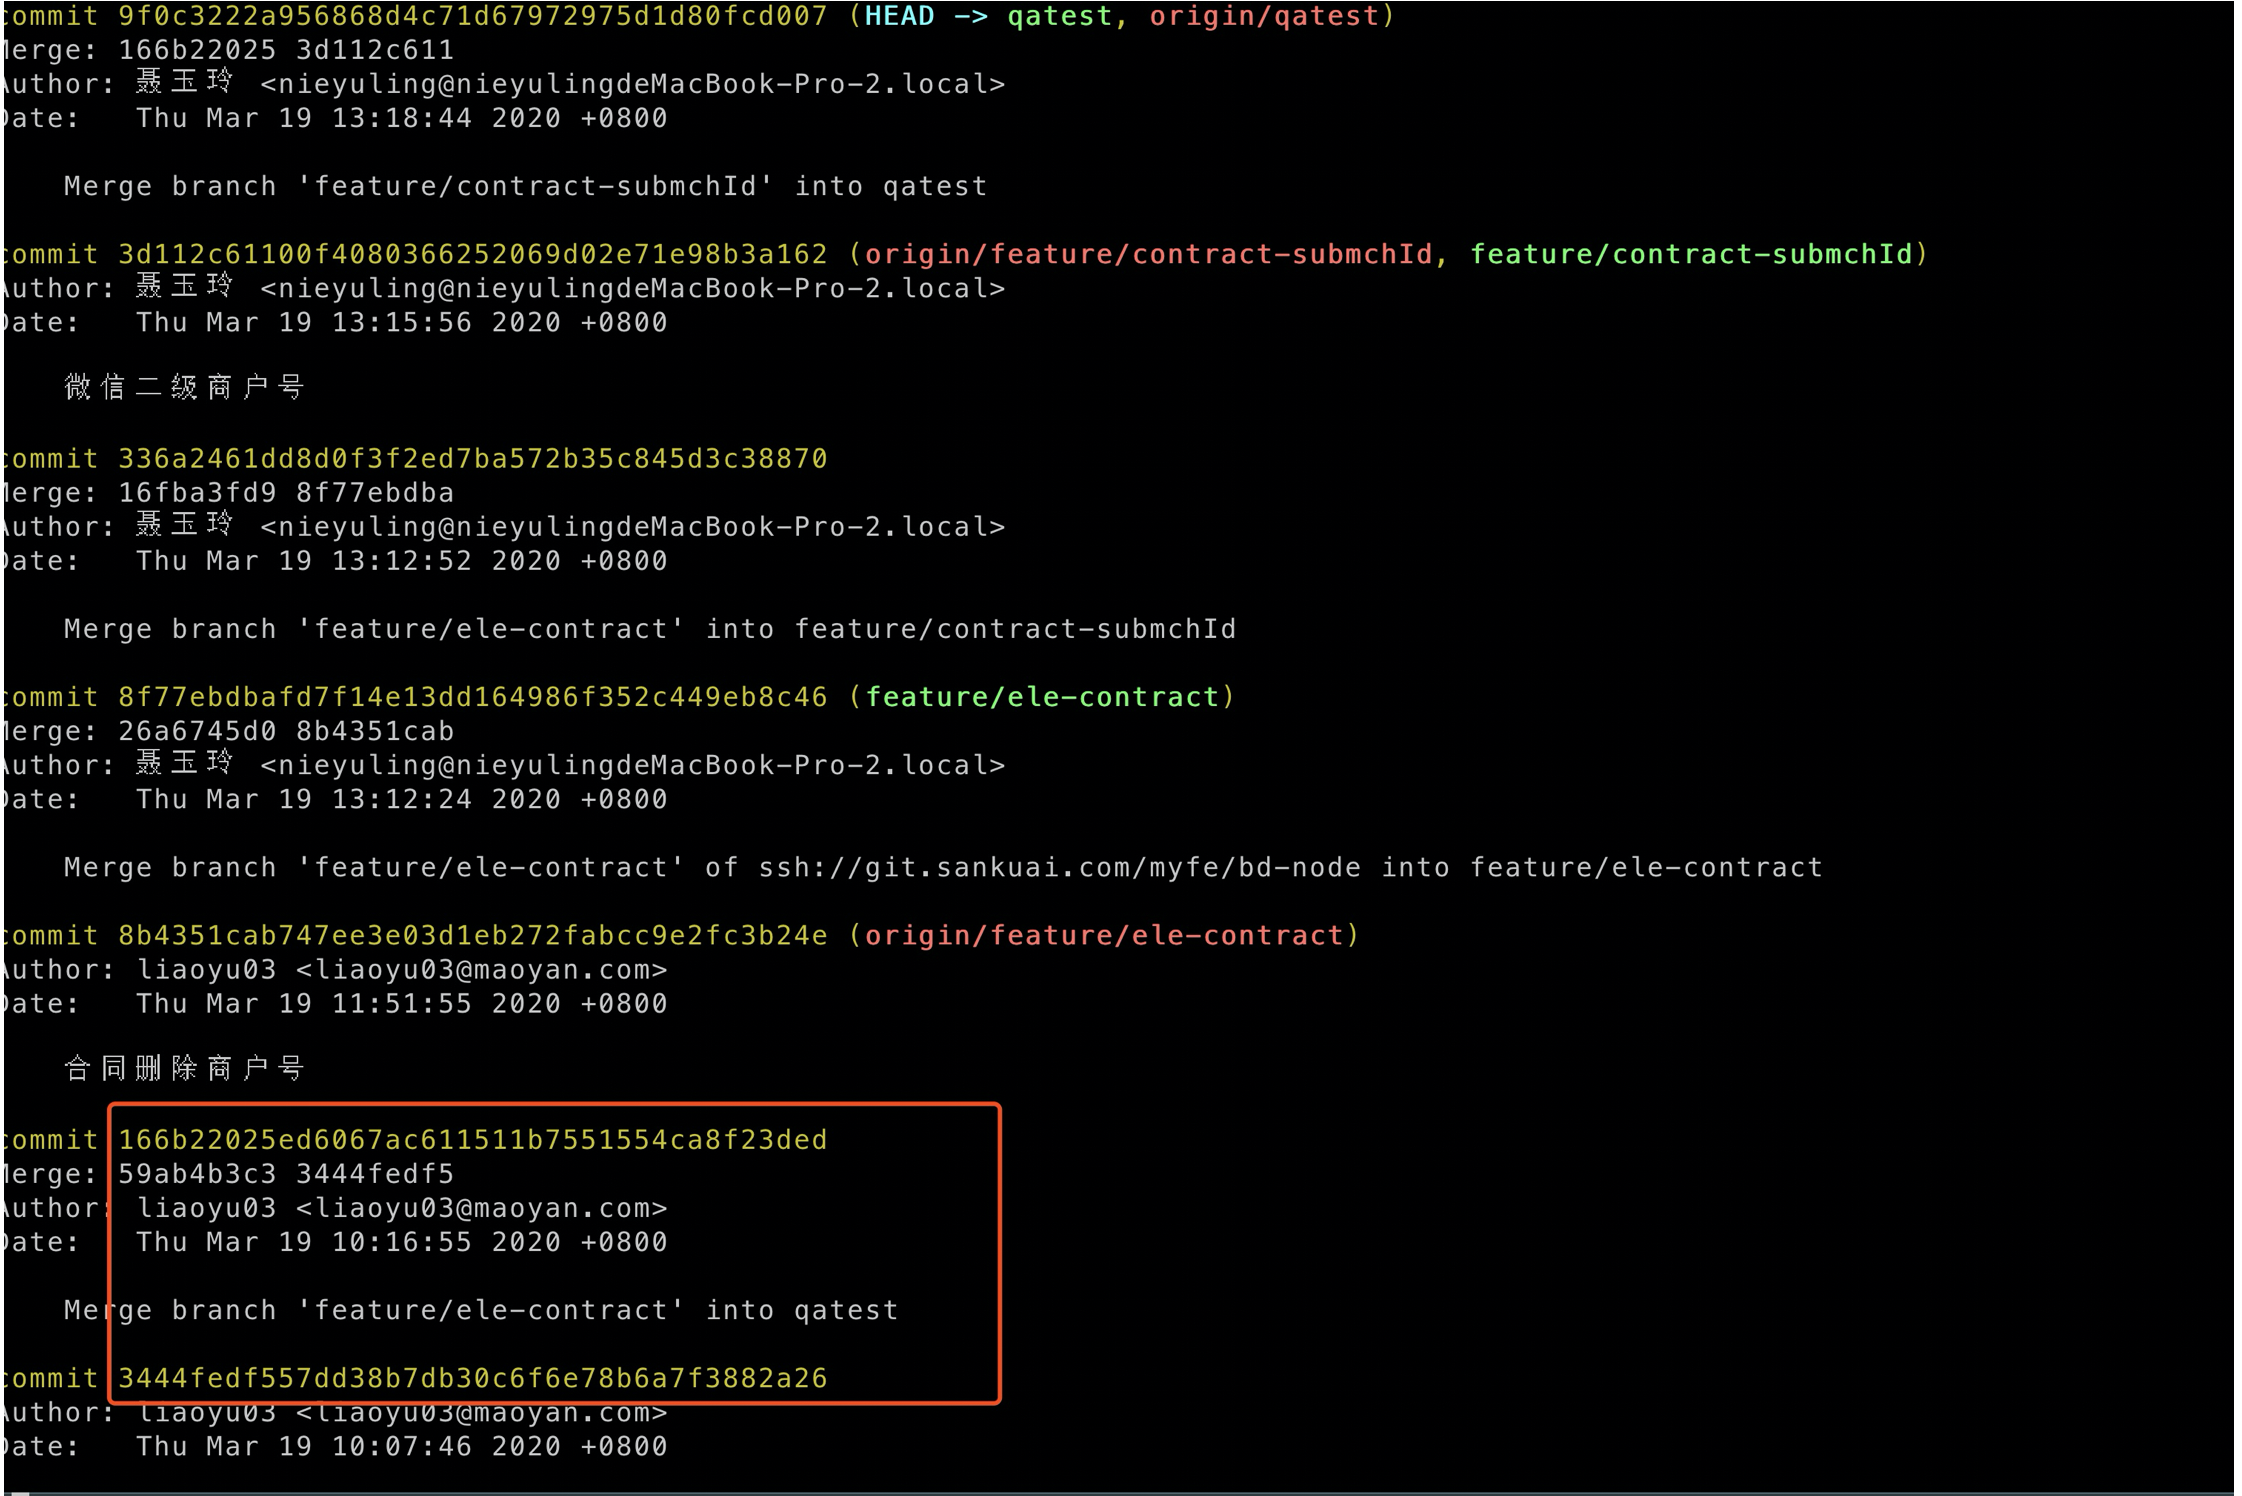 commit 9f0c3222a956868d4c71d67972975d1d80fcd007 (HEAD -> qatest, origin/qatest)
Merge: 166b22025 3d112c611
Author: 聂玉玲 <nieyuling@nieyulingdeMacBook-Pro-2.local>
Date:   Thu Mar 19 13:18:44 2020 +0800
Merge branch 'feature/contract-submchId' into qatest
commit 3d112c61100f4080366252069d02e71e98b3a162 (origin/feature/contract-submchId, feature/contract-submchId)
Author: 聂玉玲 <nieyuling@nieyulingdeMacBook-Pro-2.local>
Date:   Thu Mar 19 13:15:56 2020 +0800
微信二级商户号
commit 336a2461dd8d0f3f2ed7ba572b35c845d3c38870
Merge: 16fba3fd9 8f77ebdba
Author: 聂玉玲 <nieyuling@nieyulingdeMacBook-Pro-2.local>
Date:   Thu Mar 19 13:12:52 2020 +0800
Merge branch 'feature/ele-contract' into feature/contract-submchId
commit 8f77ebdbafd7f14e13dd164986f352c449eb8c46 (feature/ele-contract)
Merge: 26a6745d0 8b4351cab
Author: 聂玉玲 <nieyuling@nieyulingdeMacBook-Pro-2.local>
Date:   Thu Mar 19 13:12:24 2020 +0800
Merge branch 'feature/ele-contract' of ssh://git.sankuai.com/myfe/bd-node into feature/ele-contract
commit 8b4351cab747ee3e03d1eb272fabcc9e2fc3b24e (origin/feature/ele-contract)
Author: liaoyu03 <liaoyu03@maoyan.com>
Date:   Thu Mar 19 11:51:55 2020 +0800
合同删除商户号
commit 166b22025ed6067ac611511b7551554ca8f23ded
Merge: 59ab4b3c3 3444fedf5
Author: liaoyu03 <liaoyu03@maoyan.com>
Date:   Thu Mar 19 10:16:55 2020 +0800
Merge branch 'feature/ele-contract' into qatest
commit 3444fedf557dd38b7db30c6f6e78b6a7f3882a26
Author: liaoyu03 <liaoyu03@maoyan.com>
Date:   Thu Mar 19 10:07:46 2020 +0800